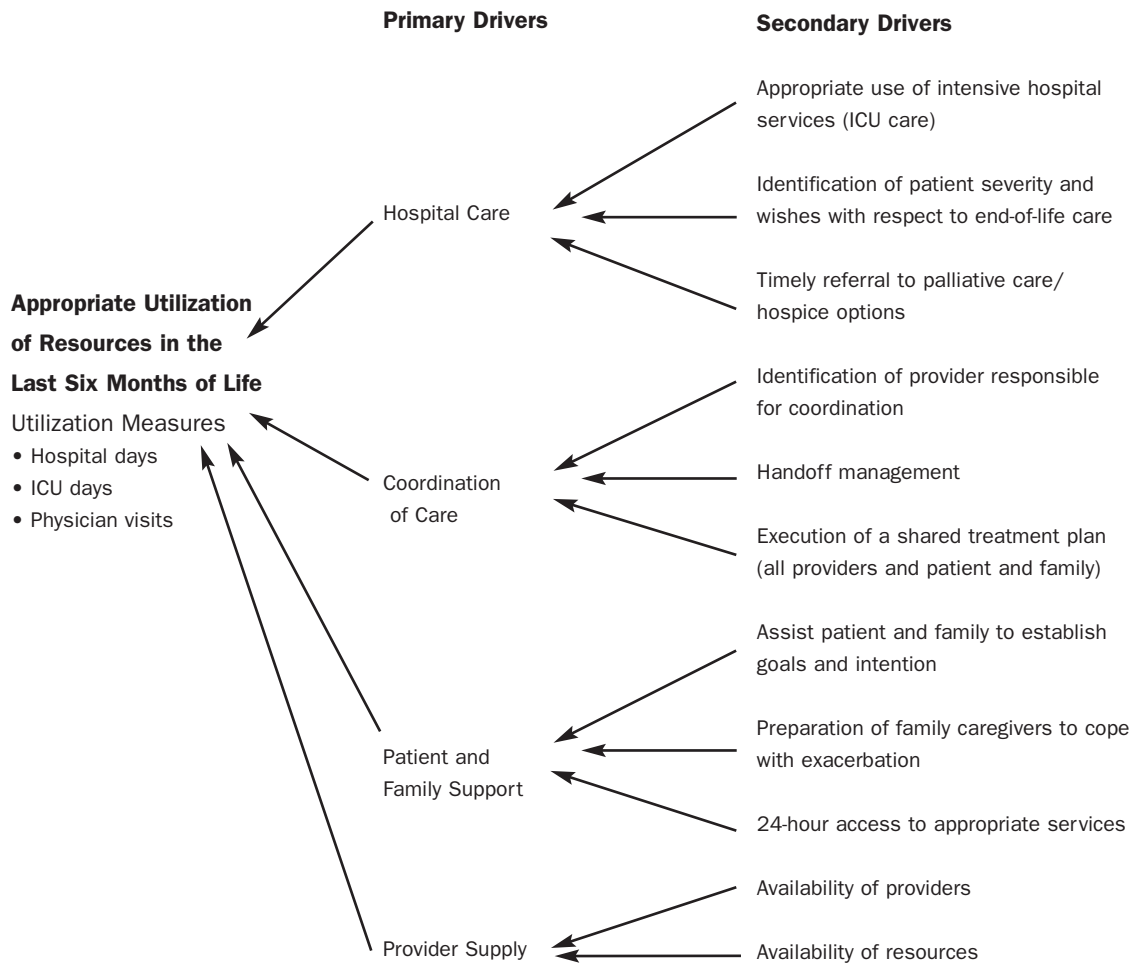 Primary Drivers
Secondary Drivers
Appropriate use of intensive hospital
services (ICU care)
Hospital Care
Identification of patient severity and
wishes with respect to end-of-life care
Timely referral to palliative care/
hospice options
Appropriate Utilization
of Resources in the
Last Six Months of Life
Utilization Measures
• Hospital days
• ICU days
• Physician visits
Identification of provider responsible
for coordination
Coordination
of Care
Handoff management
Execution of a shared treatment plan
(all providers and patient and family)
Assist patient and family to establish
goals and intention
Patient and
Family Support
Preparation of family caregivers to cope
with exacerbation
24-hour access to appropriate services
Provider Supply
Availability of providers
Availability of resources